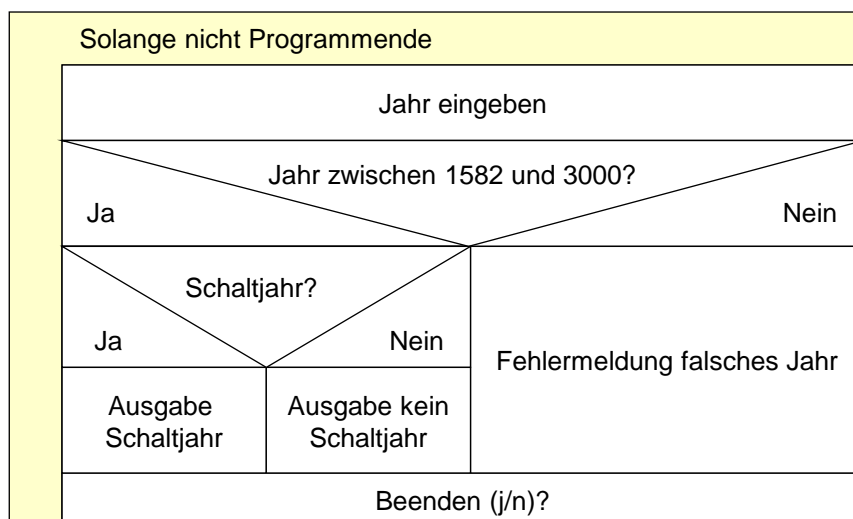 Solange nicht Programmende
Jahr eingeben
Jahr zwischen 1582 und 3000?
Ja
Nein
Schaltjahr?
Ja
Nein
Fehlermeldung falsches Jahr
Ausgabe
Schaltjahr
Ausgabe kein
Schaltjahr
Beenden (j/n)?